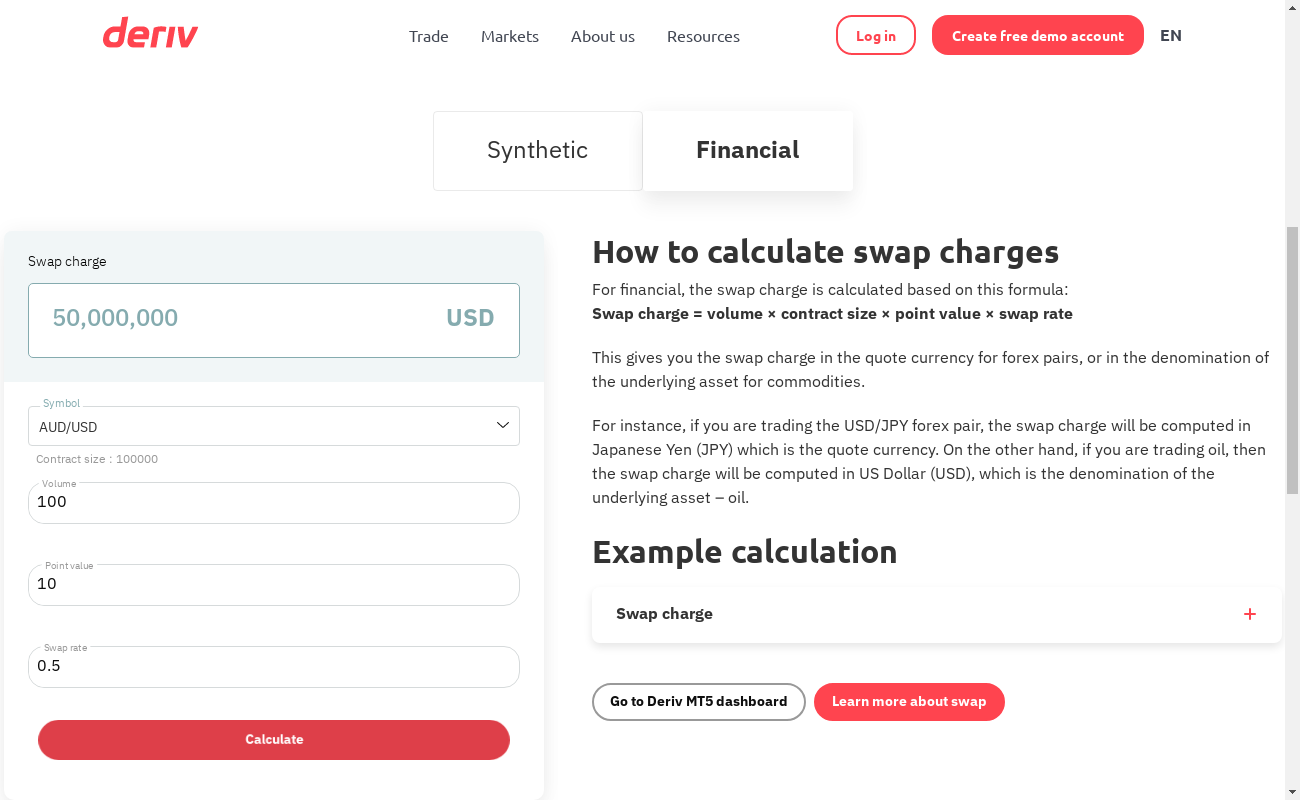 deriv
Trade
Markets
About us
Resources
Log in
Create free demo account
EN
Synthetic
Financial
Swap charge
50,000,000
USD
Symbol
AUD/USD
Contract size : 100000
Volume
100
Point value
10
Swap rate
0.5
Calculate
How to calculate swap charges
For financial, the swap charge is calculated based on this formula:
Swap charge = volume × contract size × point value × swap rate
This gives you the swap charge in the quote currency for forex pairs, or in the denomination of
the underlying asset for commodities.
For instance, if you are trading the USD/JPY forex pair, the swap charge will be computed in
Japanese Yen (JPY) which is the quote currency. On the other hand, if you are trading oil, then
the swap charge will be computed in US Dollar (USD), which is the denomination of the
underlying asset – oil.
Example calculation
Swap charge
Go to Deriv MT5 dashboard
Learn more about swap